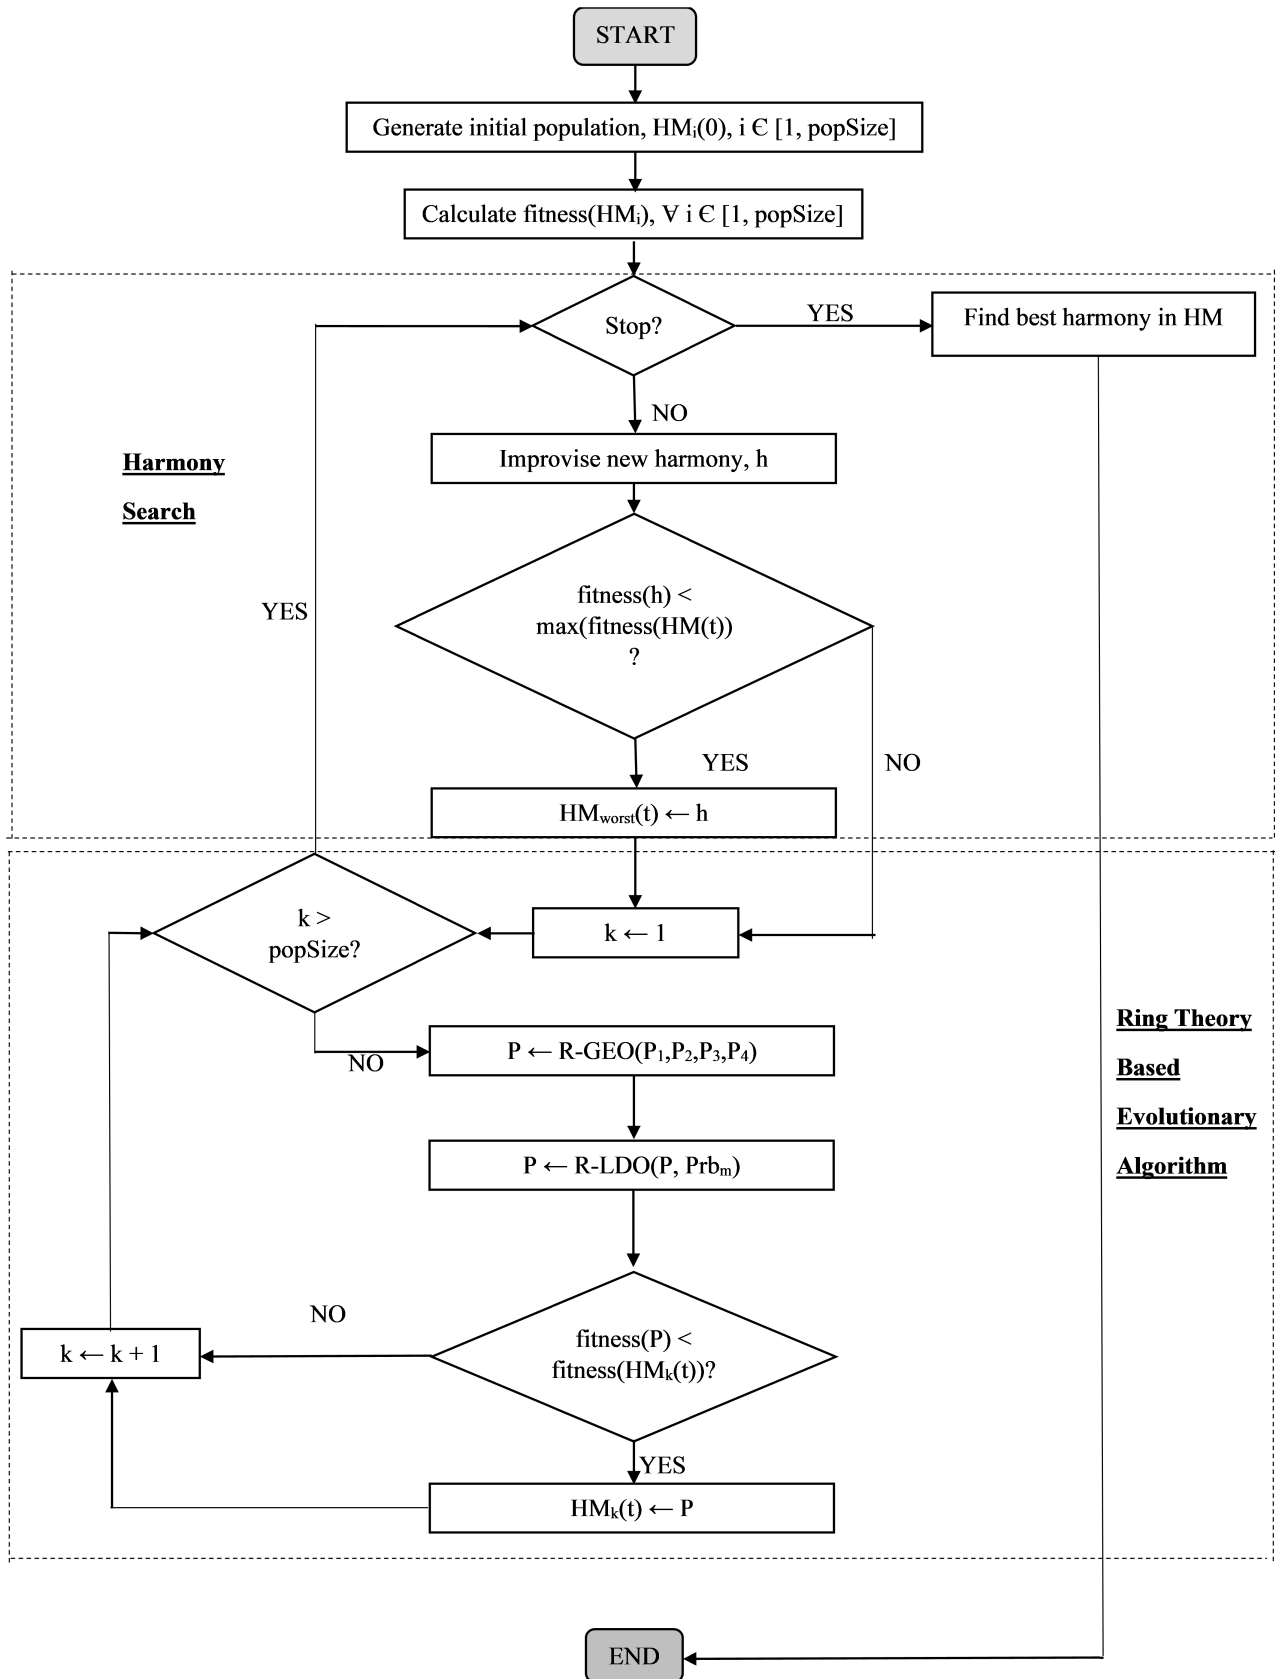 START
Generate initial population, HMᵢ(0), i Є [1, popSize]
Calculate fitness(HMᵢ), ∀ i Є [1, popSize]
Stop?
YES
Find best harmony in HM
NO
Improvise new harmony, h
Harmony
Search
fitness(h) <
max(fitness(HM(t))
?
YES
YES
NO
HMworst(t) ← h
k >
popSize?
k ← 1
NO
P ← R-GEO(P₁,P₂,P₃,P₄)
P ← R-LDO(P, Prbₘ)
Ring Theory
Based
Evolutionary
Algorithm
NO
fitness(P) <
fitness(HMₖ(t))?
k ← k + 1
YES
HMₖ(t) ← P
END